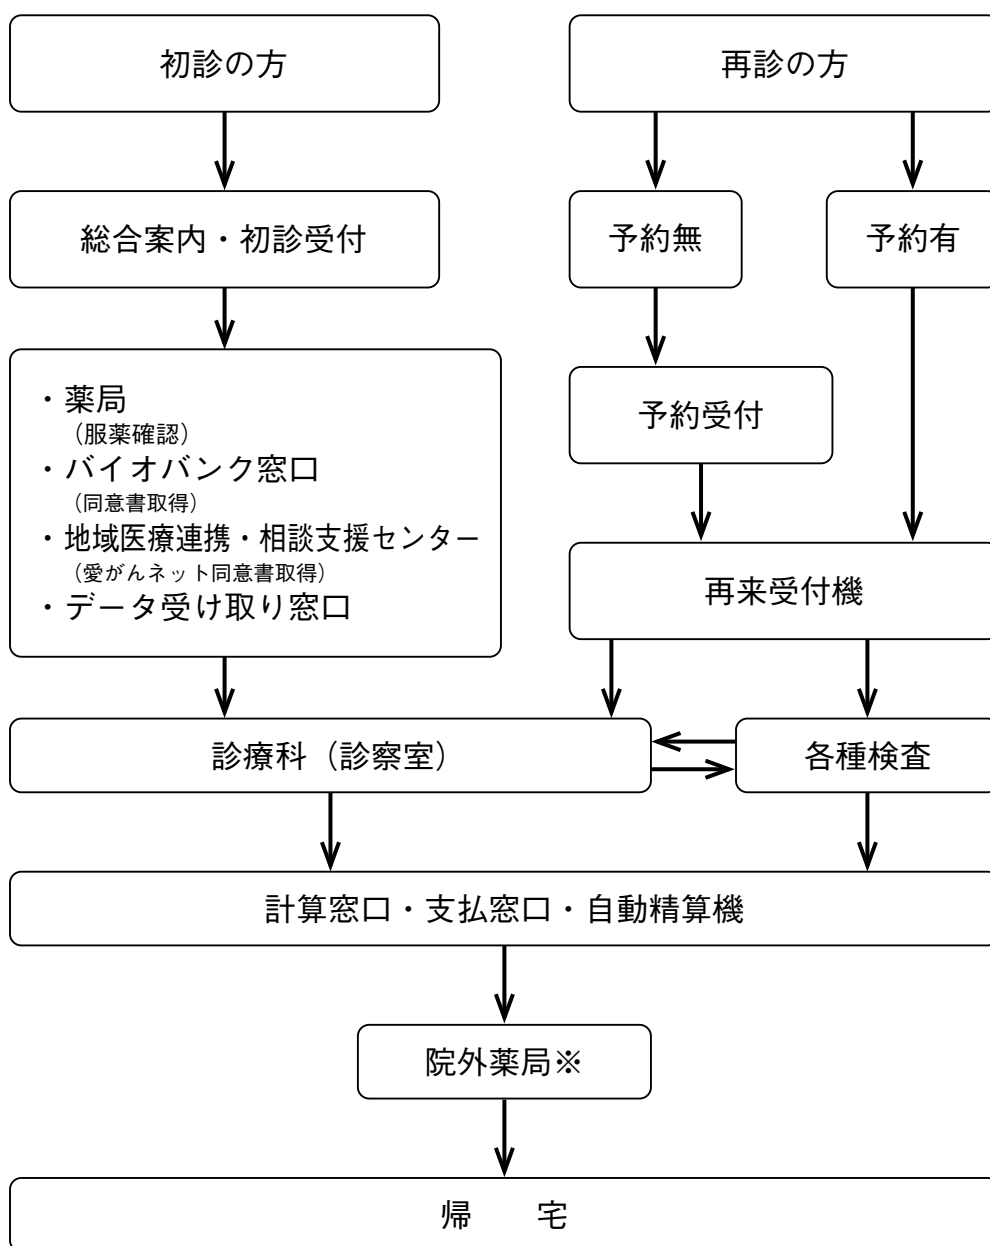 初診の方
再診の方
総合案内・初診受付
予約無
予約有
・薬局
（服薬確認）
・バイオバンク窓口
（同意書取得）
・地域医療連携・相談支援センター
（愛がんネット同意書取得）
・データ受け取り窓口
予約受付
再来受付機
診療科（診察室）
各種検査
計算窓口・支払窓口・自動精算機
院外薬局※
帰　　宅